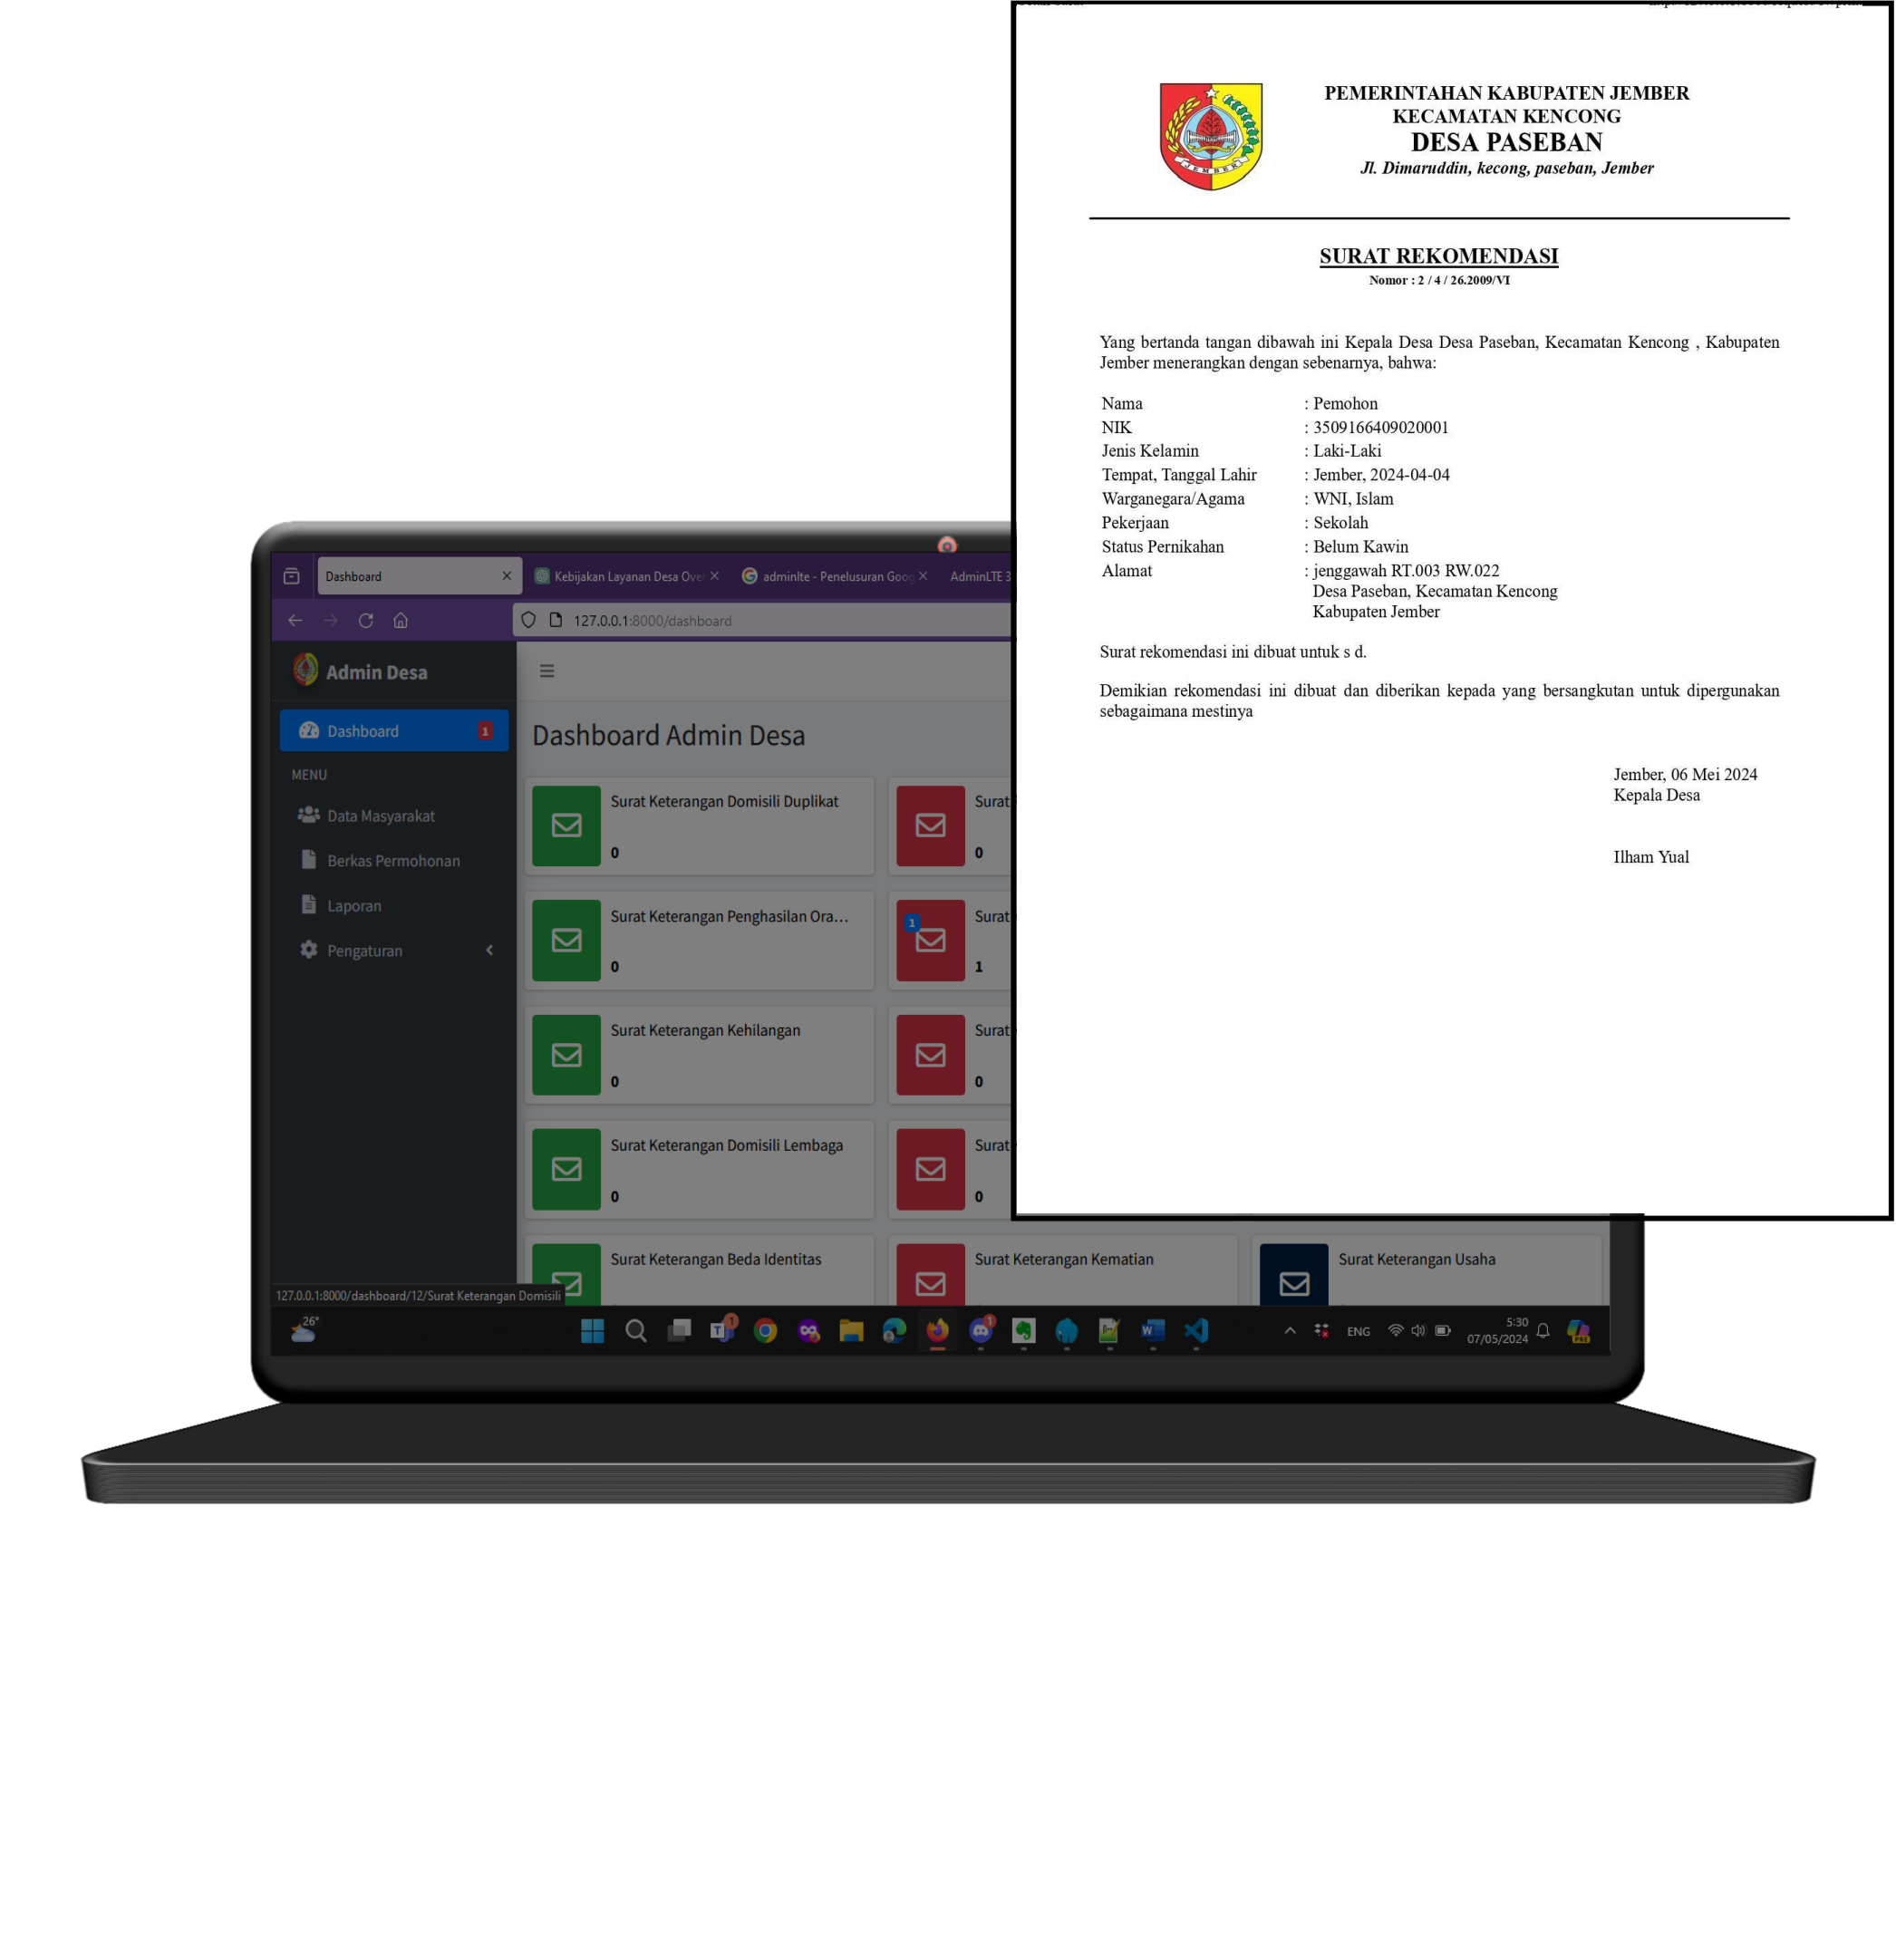 PEMERINTAHAN KABUPATEN JEMBER
KECAMATAN KENCONG
DESA PASEBAN
Jl. Dimaruddin, kecong, paseban, Jember
JEMBER
SURAT REKOMENDASI
Nomor : 2 / 4 / 26.2009/VI
Yang bertanda tangan dibawah ini Kepala Desa Desa Paseban, Kecamatan Kencong , Kabupaten
Jember menerangkan dengan sebenarnya, bahwa:
Nama : Pemohon
NIK : 3509166409020001
Jenis Kelamin : Laki-Laki
Tempat, Tanggal Lahir : Jember, 2024-04-04
Warganegara/Agama : WNI, Islam
Pekerjaan : Sekolah
Status Pernikahan : Belum Kawin
Alamat : jenggawah RT.003 RW.022
Desa Paseban, Kecamatan Kencong
Kabupaten Jember
Surat rekomendasi ini dibuat untuk s d.
Demikian rekomendasi ini dibuat dan diberikan kepada yang bersangkutan untuk dipergunakan
sebagaimana mestinya
Jember, 06 Mei 2024
Kepala Desa
Ilham Yual
Dashboard Kebijakan Layanan Desa Over adminlte - Penelusuran Goog AdminLTE 3
127.0.0.1:8000/dashboard
Admin Desa
Dashboard 1
MENU
Data Masyarakat
Berkas Permohonan
Laporan
Pengaturan
Dashboard Admin Desa
Surat Keterangan Domisili Duplikat Surat
0 0
Surat Keterangan Penghasilan Ora... 1 Surat
0 1
Surat Keterangan Kehilangan Surat
0 0
Surat Keterangan Domisili Lembaga Surat
0 0
Surat Keterangan Beda Identitas Surat Keterangan Kematian Surat Keterangan Usaha
127.0.0.1:8000/dashboard/12/Surat Keterangan Domisili
26° 1 1 ENG 5:30
07/05/2024 PRE